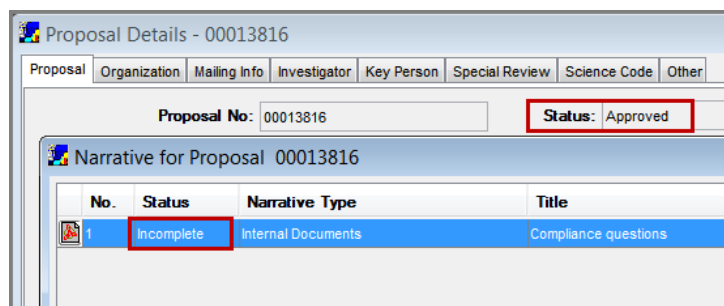 Proposal Details - 00013816
Proposal Organization Mailing Info Investigator Key Person Special Review Science Code Other
Proposal No: 00013816 Status: Approved
Narrative for Proposal 00013816
No. Status Narrative Type Title
1 Incomplete Internal Documents Compliance questions